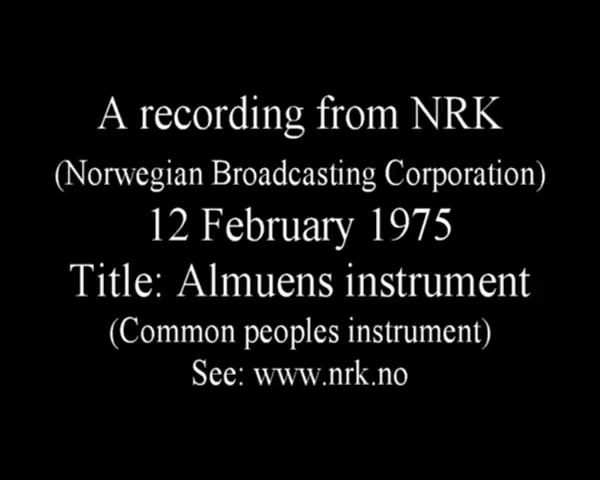 A recording from NRK
(Norwegian Broadcasting Corporation)
12 February 1975
Title: Almuens instrument
(Common peoples instrument)
See: www.nrk.no